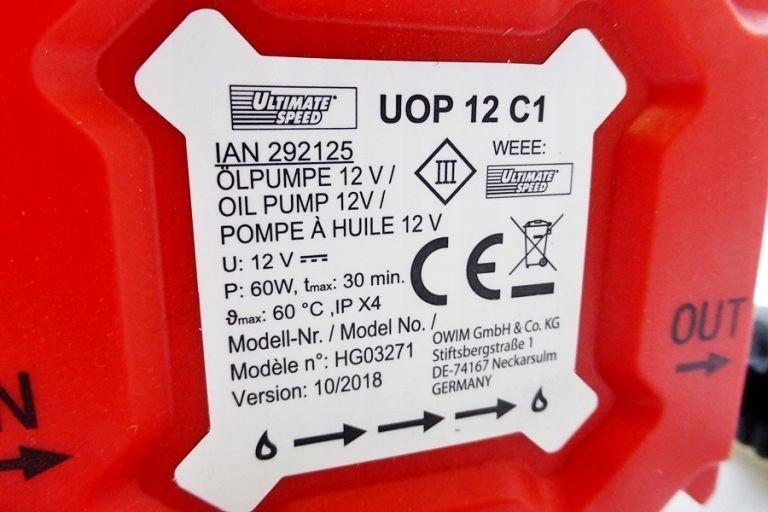 ULTIMATE SPEED
UOP 12 C1
IAN 292125
ÖLPUMPE 12 V /
OIL PUMP 12V /
POMPE À HUILE 12 V
U: 12 V
P: 60W, tmax: 30 min.
ϑmax: 60 °C ,IP X4
Modell-Nr. / Model No. /
Modèle n°: HG03271
Version: 10/2018
III
WEEE:
ULTIMATE SPEED
CE
OWIM GmbH & Co. KG
Stiftsbergstraße 1
DE-74167 Neckarsulm
GERMANY
OUT